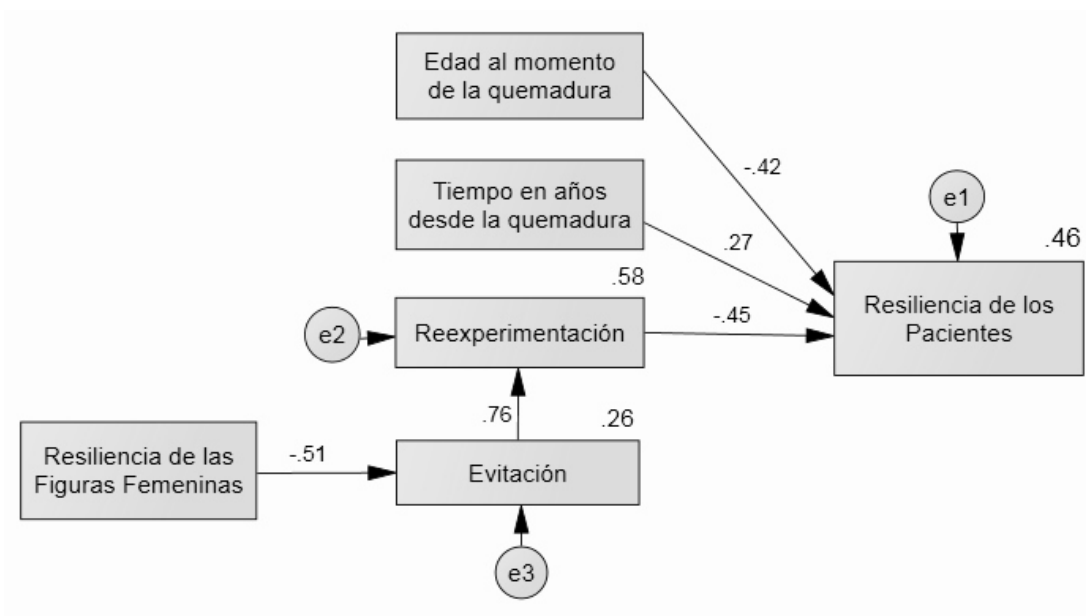 Edad al momento
de la quemadura
-.42
Tiempo en años
desde la quemadura
.27
e1
.46
Resiliencia de los
Pacientes
.58
e2
Reexperimentación
-.45
.76
.26
Resiliencia de las
Figuras Femeninas
-.51
Evitación
e3